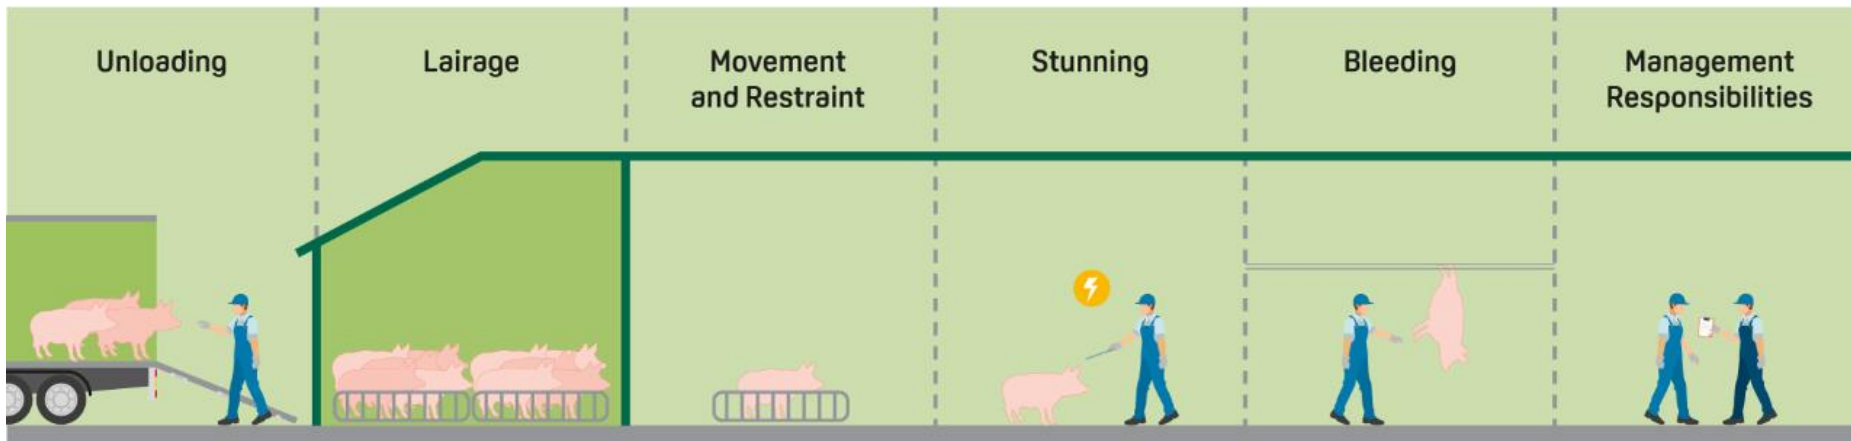 Unloading
Lairage
Movement
and Restraint
Stunning
Bleeding
Management
Responsibilities